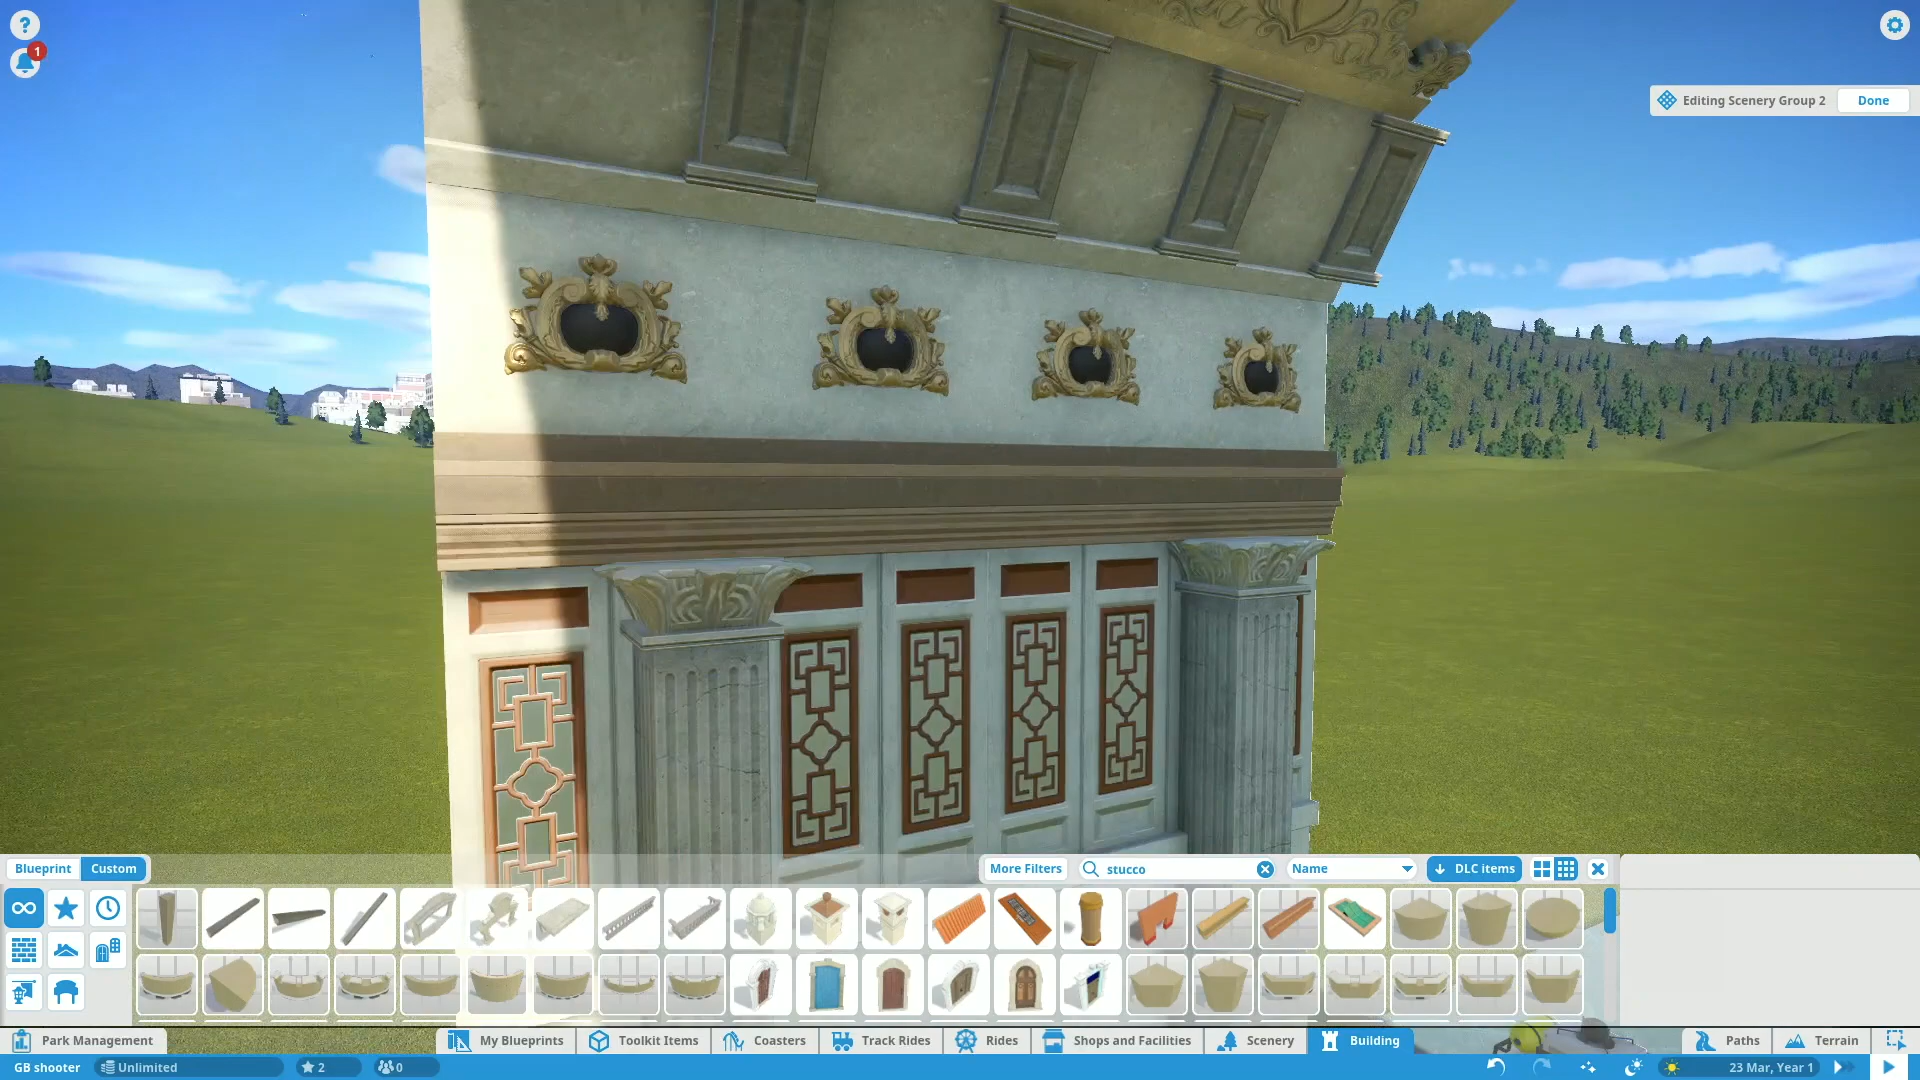 ?
1
Editing Scenery Group 2
Done
Blueprint
Custom
More Filters
stucco
Name
DLC items
Park Management
My Blueprints
Toolkit Items
Coasters
Track Rides
Rides
Shops and Facilities
Scenery
Building
Paths
Terrain
GB shooter
Unlimited
2
0
23 Mar, Year 1